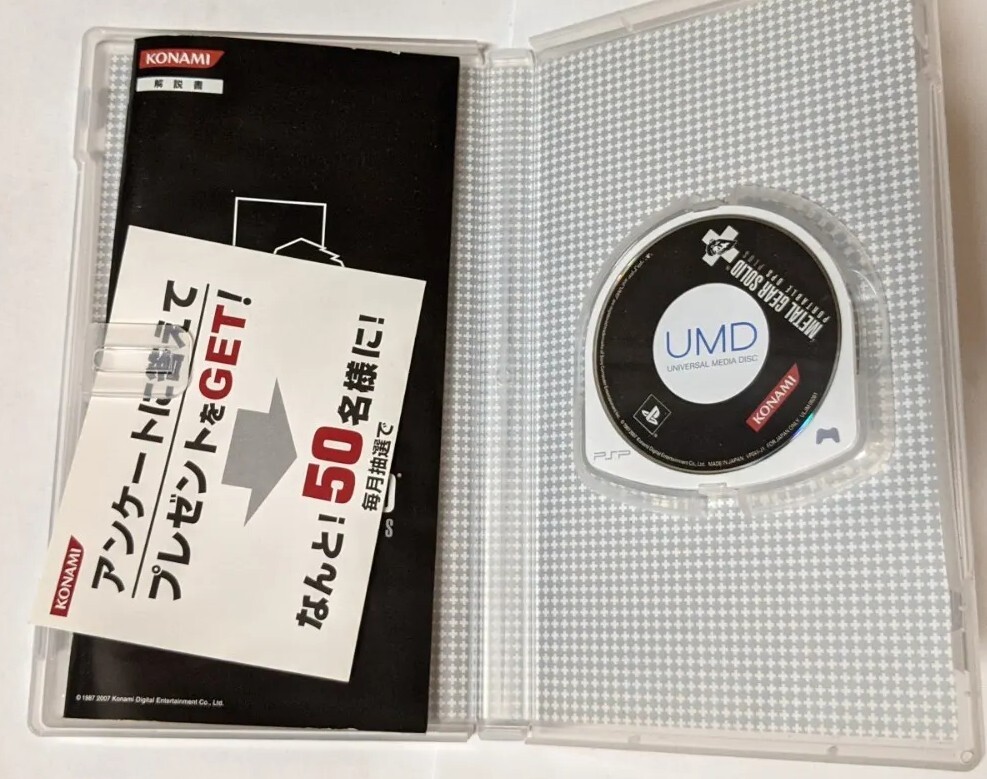 KONAMI
解説書
アンケートに答えて
プレゼントをGET!
なんと!50名様に!
毎月抽選で
KONAMI
S
© 1987 2007 Konami Digital Entertainment Co., Ltd.
METAL GEAR SOLID
PORTABLE OPS PLUS
UMD
UNIVERSAL MEDIA DISC
KONAMI
PSP